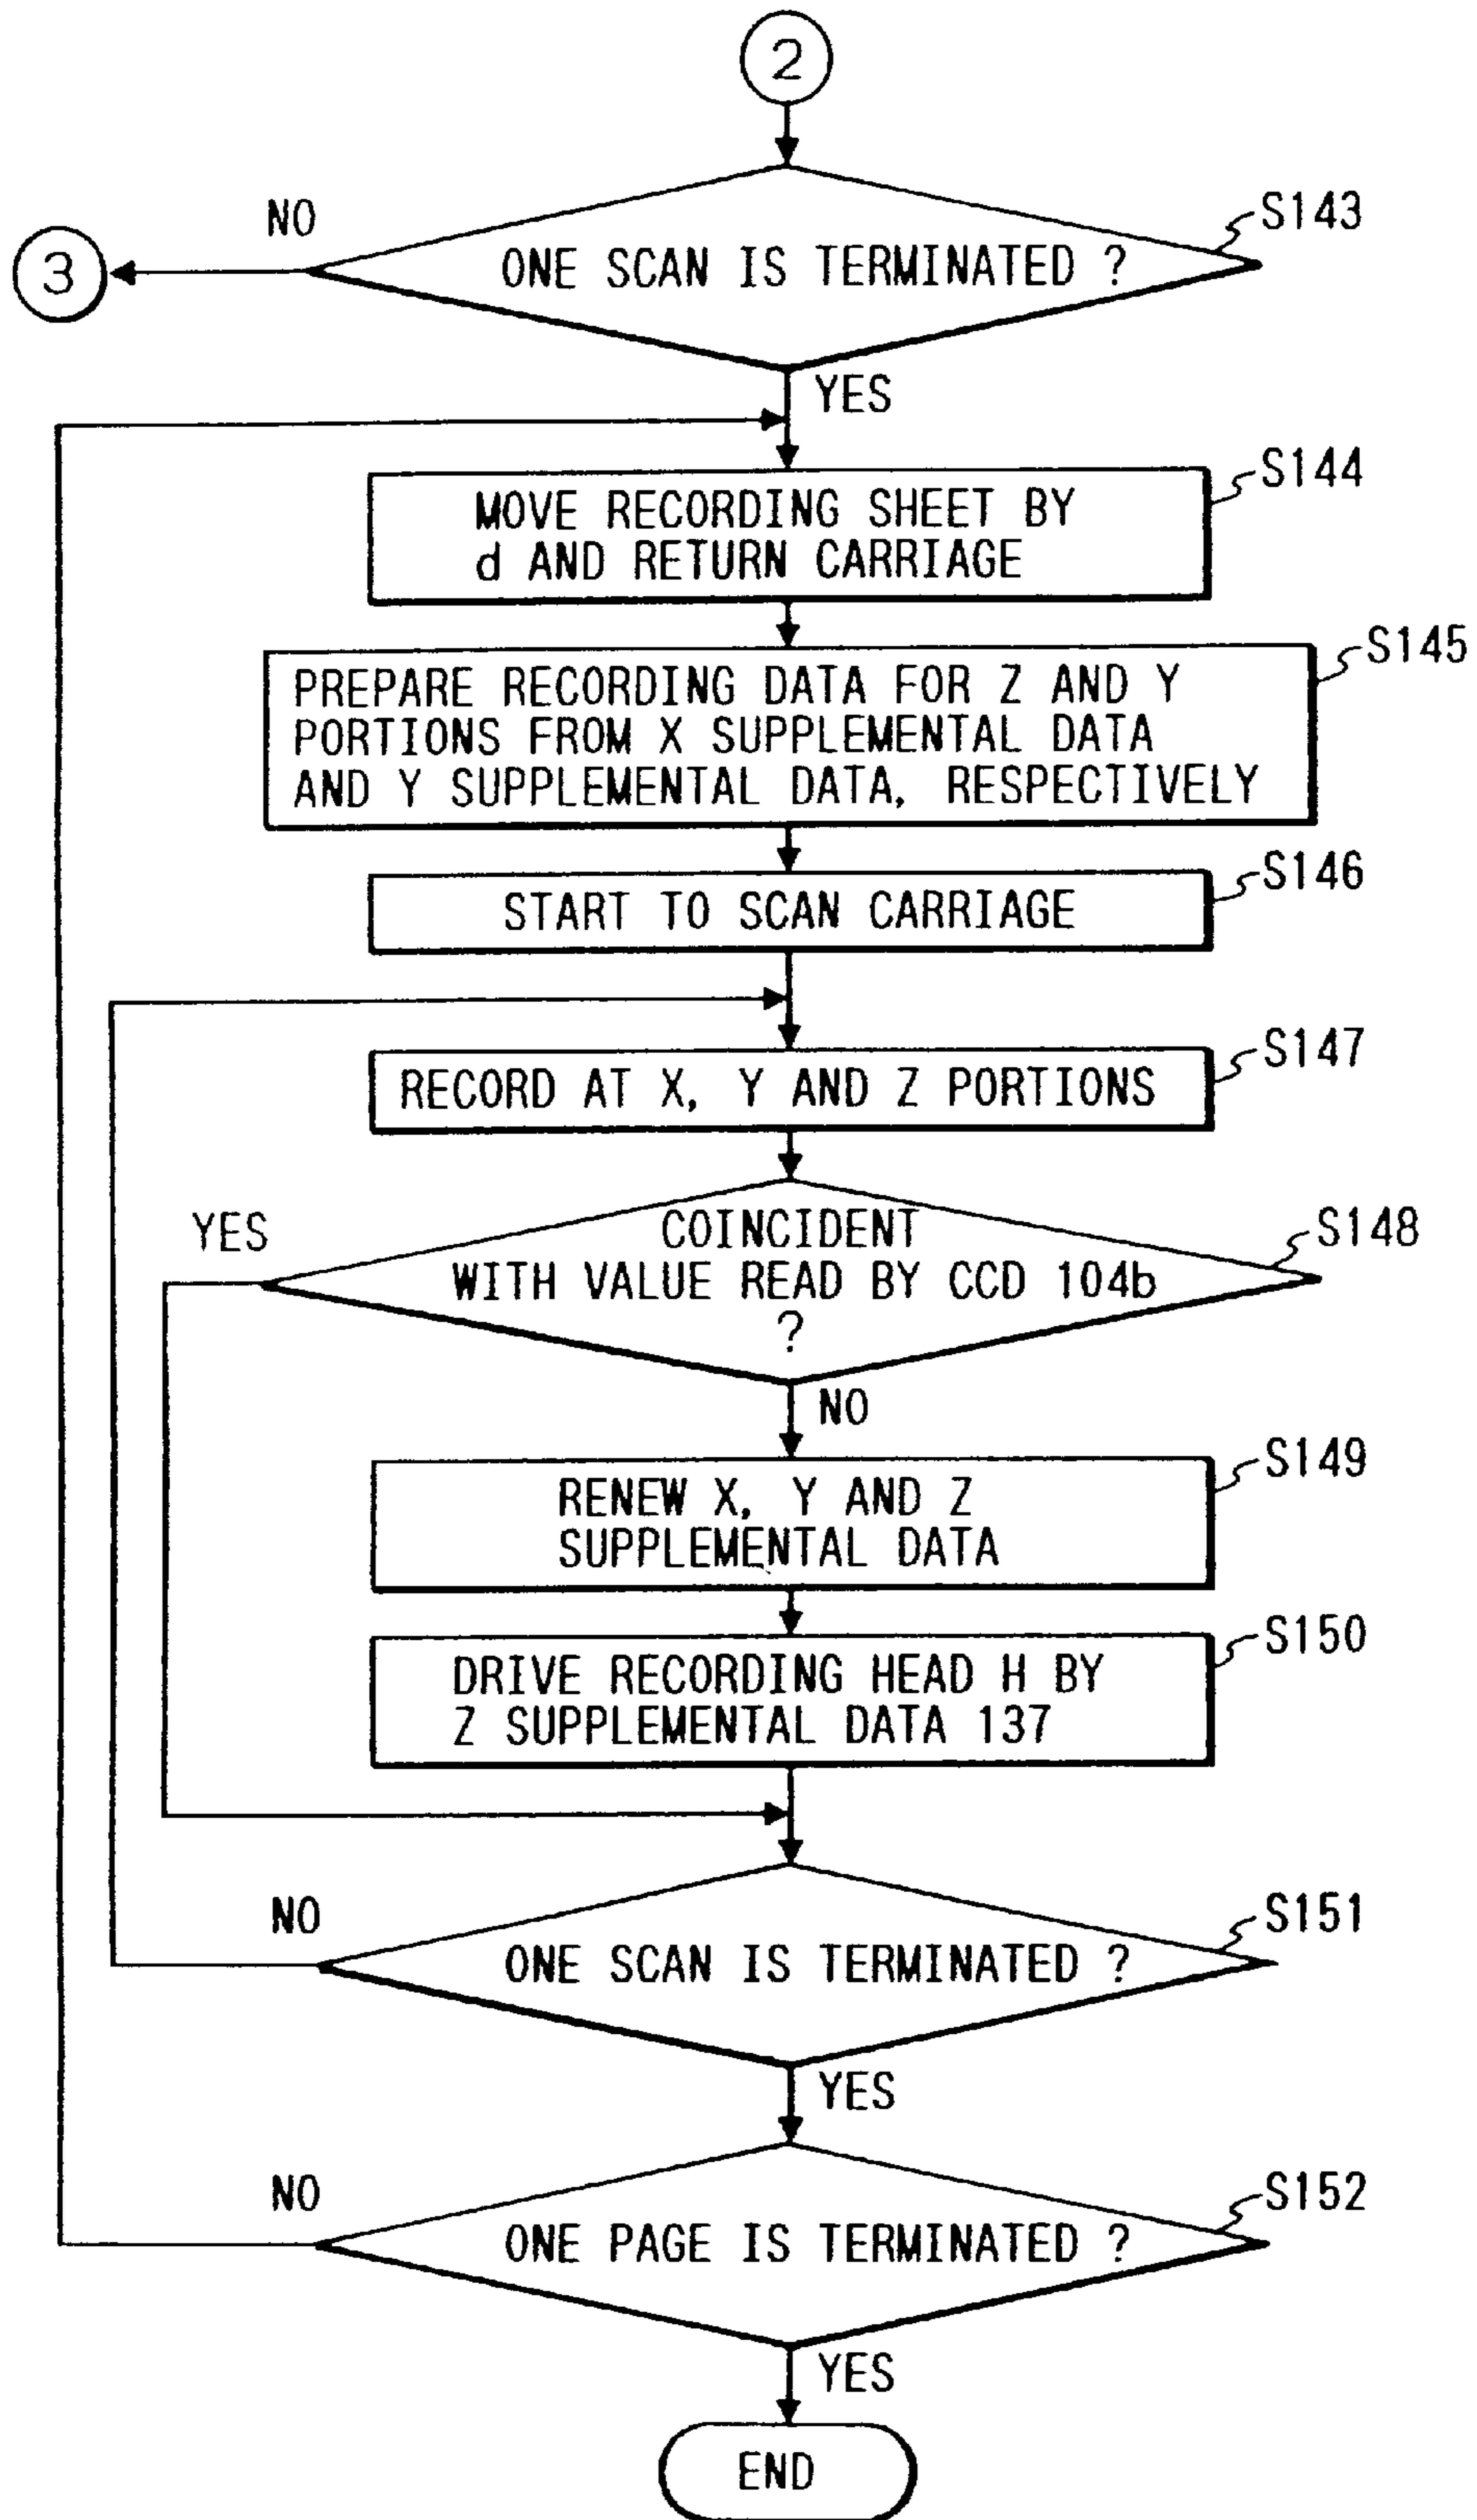 2
NO
S143
3
ONE SCAN IS TERMINATED ?
YES
S144
MOVE RECORDING SHEET BY
d AND RETURN CARRIAGE
S145
PREPARE RECORDING DATA FOR Z AND Y
PORTIONS FROM X SUPPLEMENTAL DATA
AND Y SUPPLEMENTAL DATA, RESPECTIVELY
S146
START TO SCAN CARRIAGE
S147
RECORD AT X, Y AND Z PORTIONS
YES
S148
COINCIDENT
WITH VALUE READ BY CCD 104b
?
NO
S149
RENEW X, Y AND Z
SUPPLEMENTAL DATA
S150
DRIVE RECORDING HEAD H BY
Z SUPPLEMENTAL DATA 137
NO
S151
ONE SCAN IS TERMINATED ?
YES
NO
S152
ONE PAGE IS TERMINATED ?
YES
END